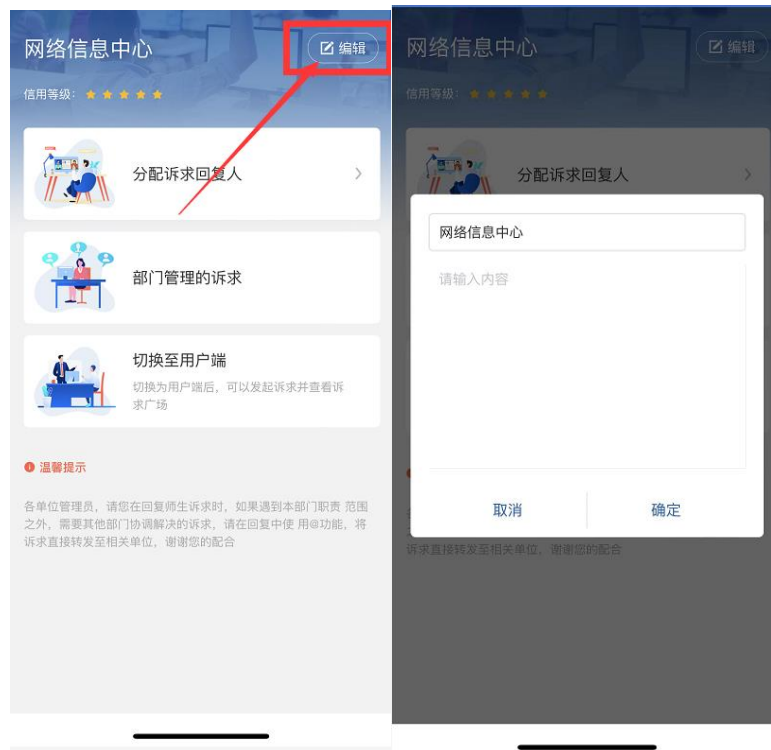 网络信息中心
编辑
信用等级:
分配诉求回复人
部门管理的诉求
切换至用户端
切换为用户端后，可以发起诉求并查看诉
求广场
温馨提示
各单位管理员，请您在回复师生诉求时，如果遇到本部门职责 范围
之外，需要其他部门协调解决的诉求，请在回复中使 用@功能，将
诉求直接转发至相关单位，谢谢您的配合
网络信息中心
编辑
信用等级:
分配诉求回复人
网络信息中心
请输入内容
取消
确定
诉求直接转发至相关单位，谢谢您的配合